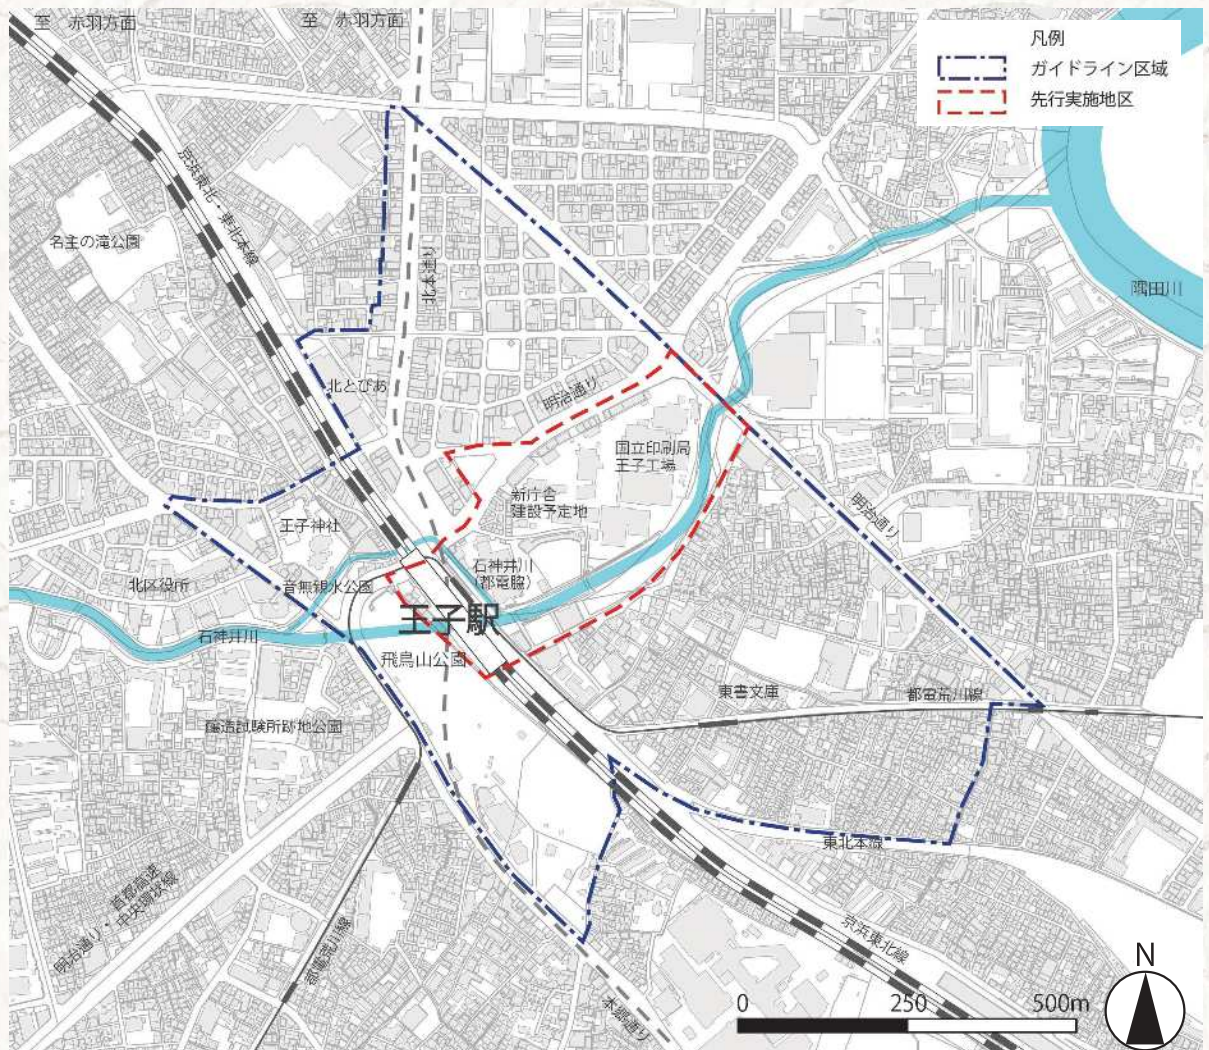 至 赤羽方面
至 赤羽方面
凡例
ガイドライン区域
先行実施地区
京浜東北・東北本線
名主の滝公園
北本通り
隅田川
北とぴあ
明治通り
国立印刷局
王子工場
新庁舎
建設予定地
明治通り
王子神社
石神井川
(都電脇)
北区役所
音無親水公園
王子駅
石神井川
飛鳥山公園
東書文庫
都電荒川線
醸造試験所跡地公園
東北本線
首都高速
明治通り・中央環状線
都電荒川線
京浜東北線
本郷通り
N
0
250
500m